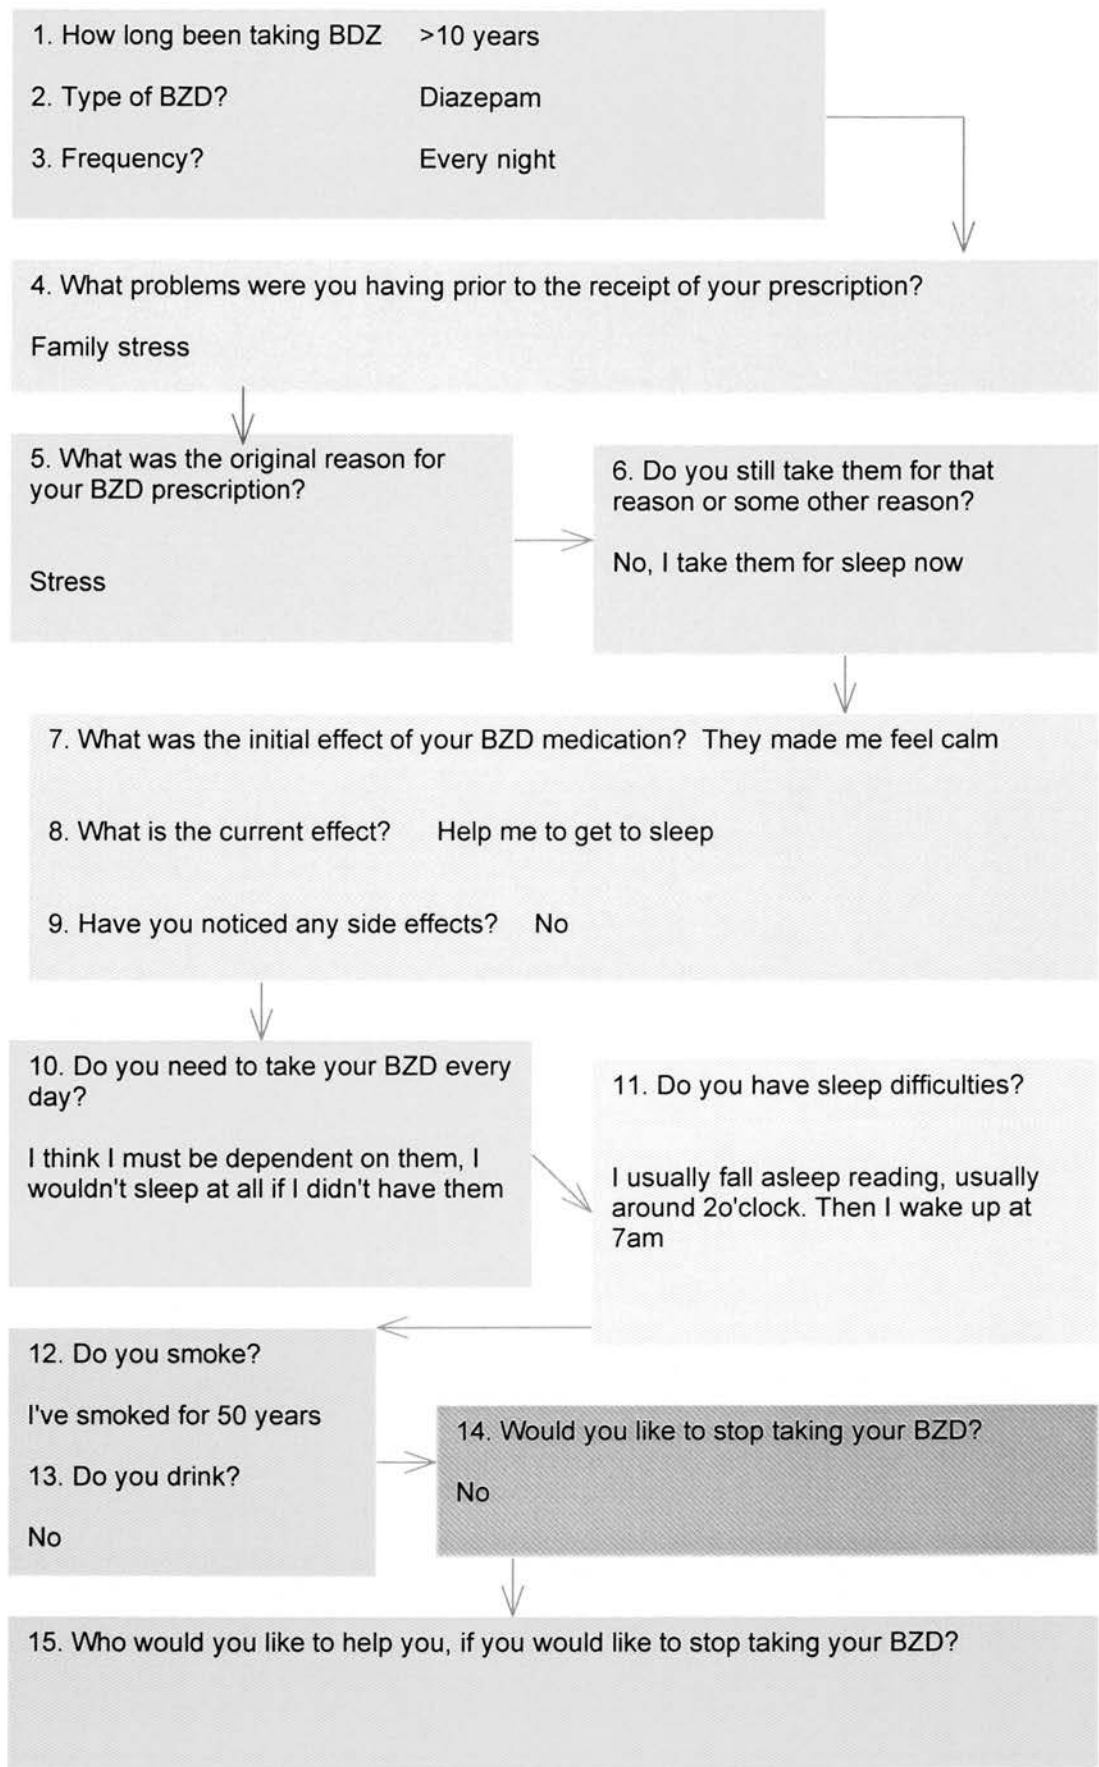 1. How long been taking BDZ >10 years
2. Type of BZD? Diazepam
3. Frequency? Every night
4. What problems were you having prior to the receipt of your prescription?
Family stress
5. What was the original reason for
your BZD prescription?
Stress
6. Do you still take them for that
reason or some other reason?
No, I take them for sleep now
7. What was the initial effect of your BZD medication? They made me feel calm
8. What is the current effect? Help me to get to sleep
9. Have you noticed any side effects? No
10. Do you need to take your BZD every
day?
I think I must be dependent on them, I
wouldn't sleep at all if I didn't have them
11. Do you have sleep difficulties?
I usually fall asleep reading, usually
around 2o'clock. Then I wake up at
7am
12. Do you smoke?
I've smoked for 50 years
13. Do you drink?
No
14. Would you like to stop taking your BZD?
No
15. Who would you like to help you, if you would like to stop taking your BZD?